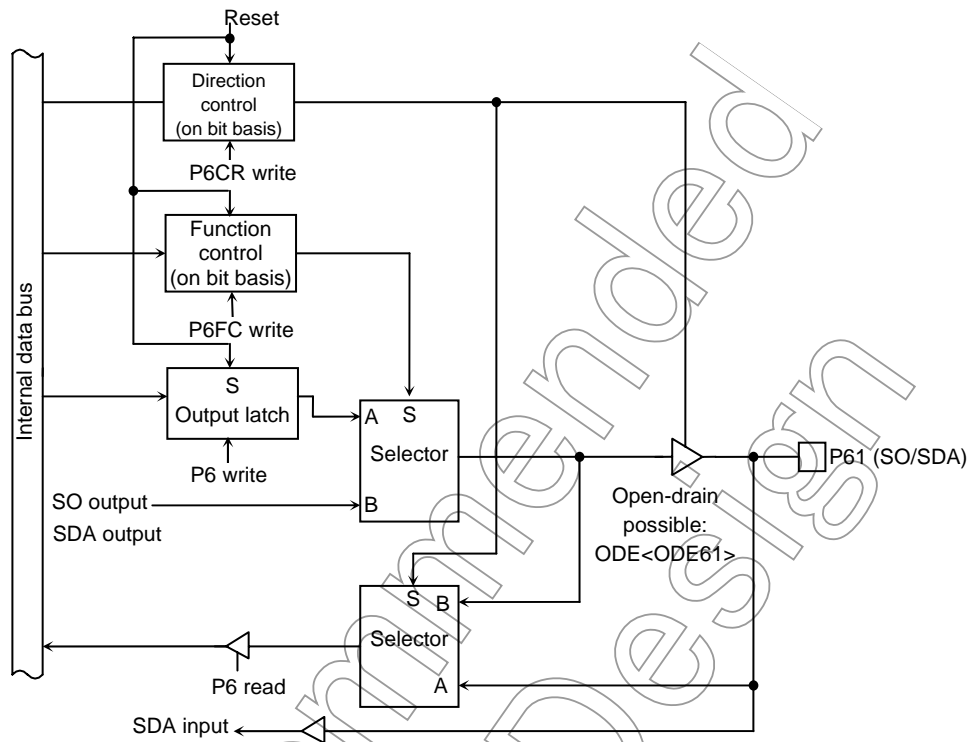 Reset
Direction
control
(on bit basis)
P6CR write
Function
control
(on bit basis)
P6FC write
Internal data bus
S
Output latch
P6 write
A
S
Selector
B
SO output
SDA output
P61 (SO/SDA)
Open-drain
possible:
ODE<ODE61>
S
B
Selector
A
P6 read
SDA input
mmended
Design